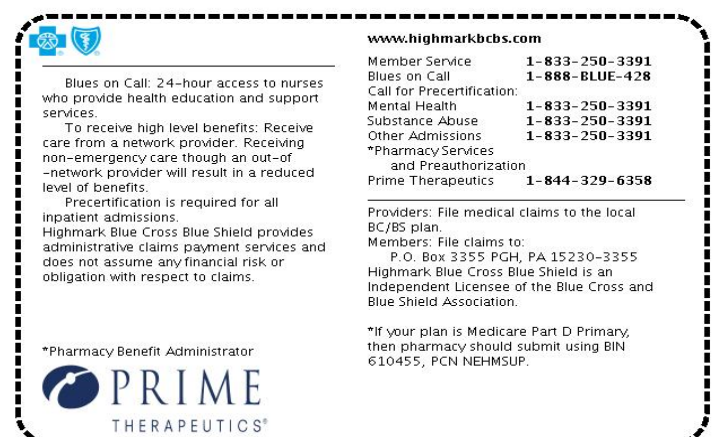 Blues on Call: 24-hour access to nurses
who provide health education and support
services.
To receive high level benefits: Receive
care from a network provider. Receiving
non-emergency care though an out-of
-network provider will result in a reduced
level of benefits.
Precertification is required for all
inpatient admissions.
Highmark Blue Cross Blue Shield provides
administrative claims payment services and
does not assume any financial risk or
obligation with respect to claims.
*Pharmacy Benefit Administrator
PRIME
THERAPEUTICS®
www.highmarkbcbs.com
Member Service 1-833-250-3391
Blues on Call 1-888-BLUE-428
Call for Precertification:
Mental Health 1-833-250-3391
Substance Abuse 1-833-250-3391
Other Admissions 1-833-250-3391
*Pharmacy Services
and Preauthorization
Prime Therapeutics 1-844-329-6358
Providers: File medical claims to the local
BC/BS plan.
Members: File claims to:
P.O. Box 3355 PGH, PA 15230-3355
Highmark Blue Cross Blue Shield is an
Independent Licensee of the Blue Cross and
Blue Shield Association.
*If your plan is Medicare Part D Primary,
then pharmacy should submit using BIN
610455, PCN NEHMSUP.